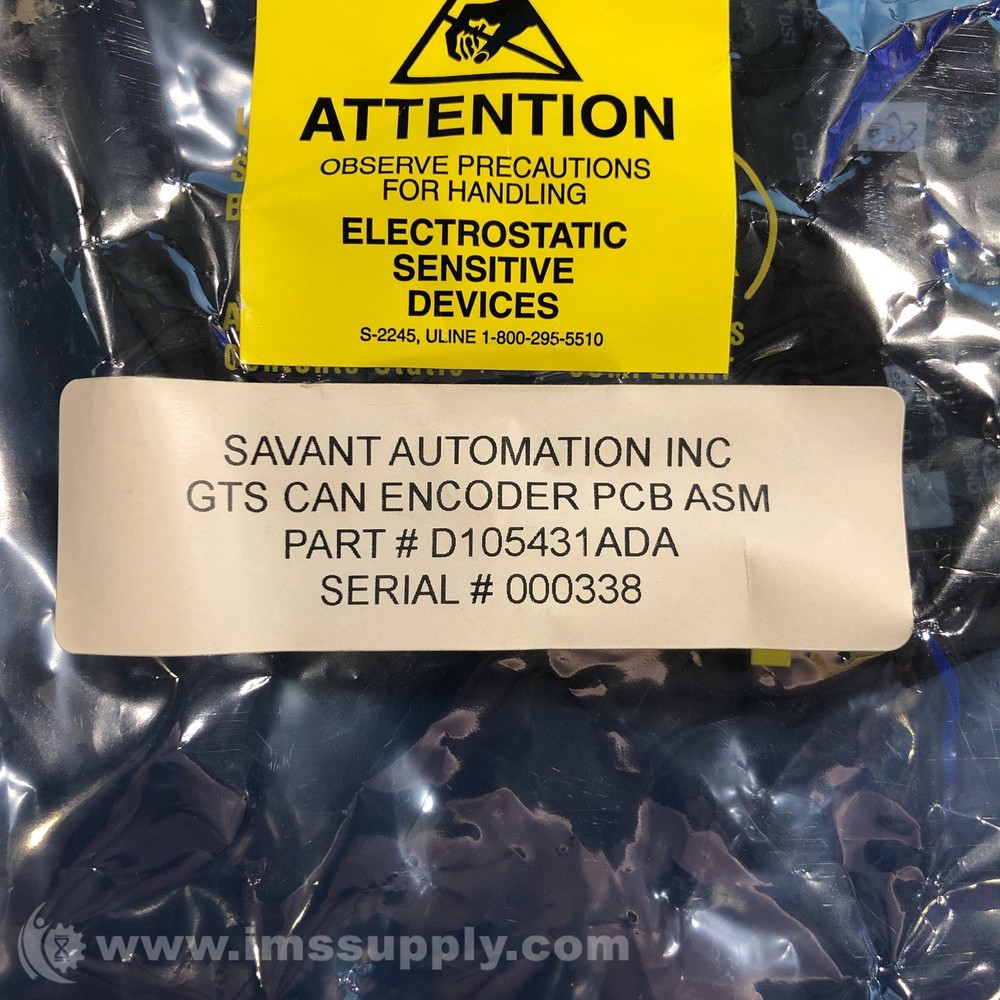 ATTENTION
OBSERVE PRECAUTIONS
FOR HANDLING
ELECTROSTATIC
SENSITIVE
DEVICES
S-2245, ULINE 1-800-295-5510
SAVANT AUTOMATION INC
GTS CAN ENCODER PCB ASM
PART # D105431ADA
SERIAL # 000338
www.imssupply.com